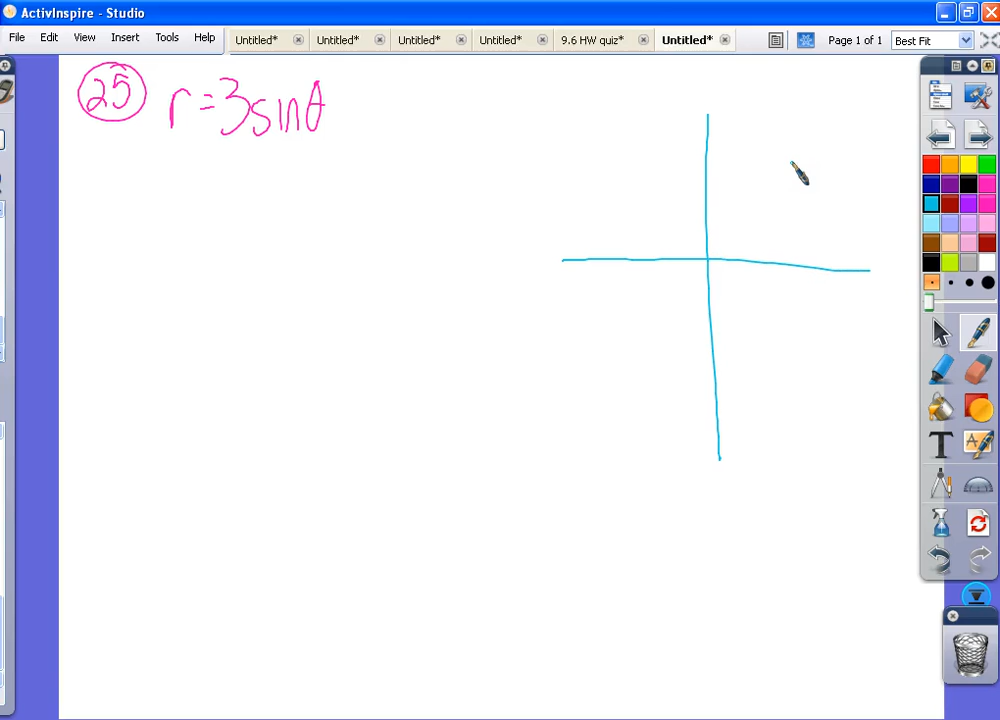 ActivInspire - Studio
File Edit View Insert Tools Help Untitled* Untitled* Untitled* Untitled* 9.6 HW quiz* Untitled* Page 1 of 1 Best Fit
25 r=3sinθ
T
A